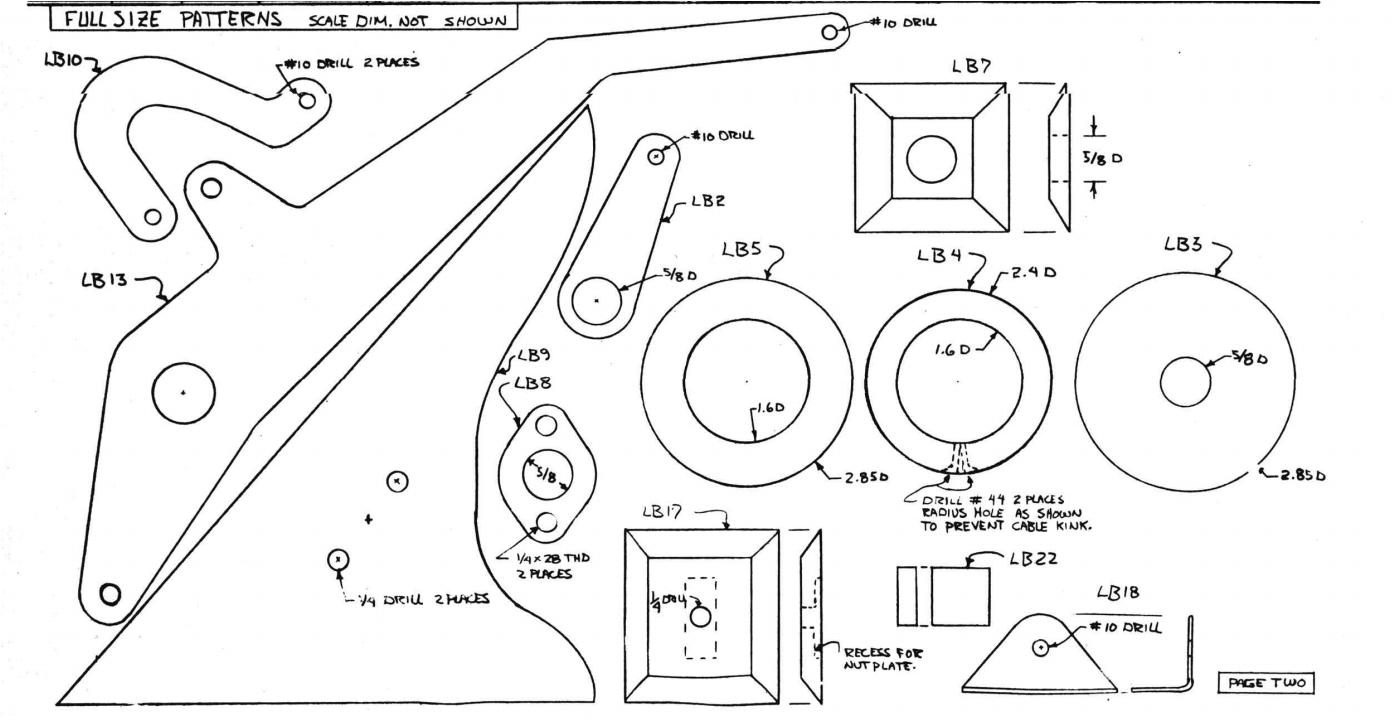 FULL SIZE PATTERNS SCALE DIM. NOT SHOWN
#10 DRILL
LB10
#10 DRILL 2 PLACES
LB7
5/8 D
#10 DRILL
LB2
5/8 D
LB13
LB5
LB4
2.4 D
LB3
1.6 D
5/8 D
LB9
LB8
5/8
1.6D
2.85D
2.85D
DRILL # 44 2 PLACES
RADIUS HOLE AS SHOWN
TO PREVENT CABLE KINK.
LB17
1/4 x 28 THD
2 PLACES
1/4 DRILL 2 PLACES
1/4 DRILL
LB22
LB18
#10 DRILL
RECESS FOR
NUTPLATE.
PAGE TWO